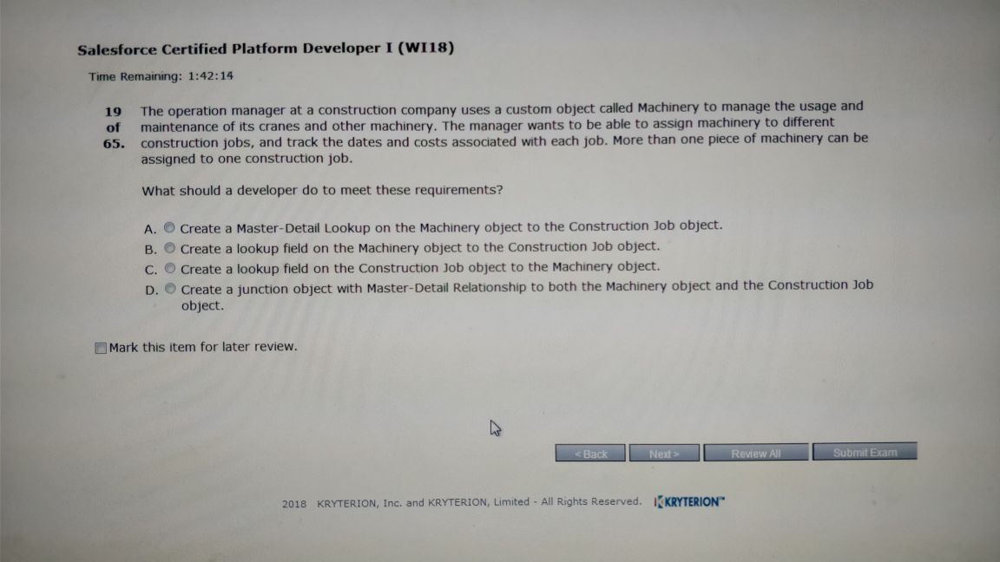 Salesforce Certified Platform Developer I (WI18)
Time Remaining: 1:42:14
19 The operation manager at a construction company uses a custom object called Machinery to manage the usage and
of maintenance of its cranes and other machinery. The manager wants to be able to assign machinery to different
65. construction jobs, and track the dates and costs associated with each job. More than one piece of machinery can be
assigned to one construction job.
What should a developer do to meet these requirements?
A. Create a Master-Detail Lookup on the Machinery object to the Construction Job object.
B. Create a lookup field on the Machinery object to the Construction Job object.
C. Create a lookup field on the Construction Job object to the Machinery object.
D. Create a junction object with Master-Detail Relationship to both the Machinery object and the Construction Job
object.
Mark this item for later review.
< Back Next > Review All Submit Exam
2018 KRYTERION, Inc. and KRYTERION, Limited - All Rights Reserved. KRYTERION™